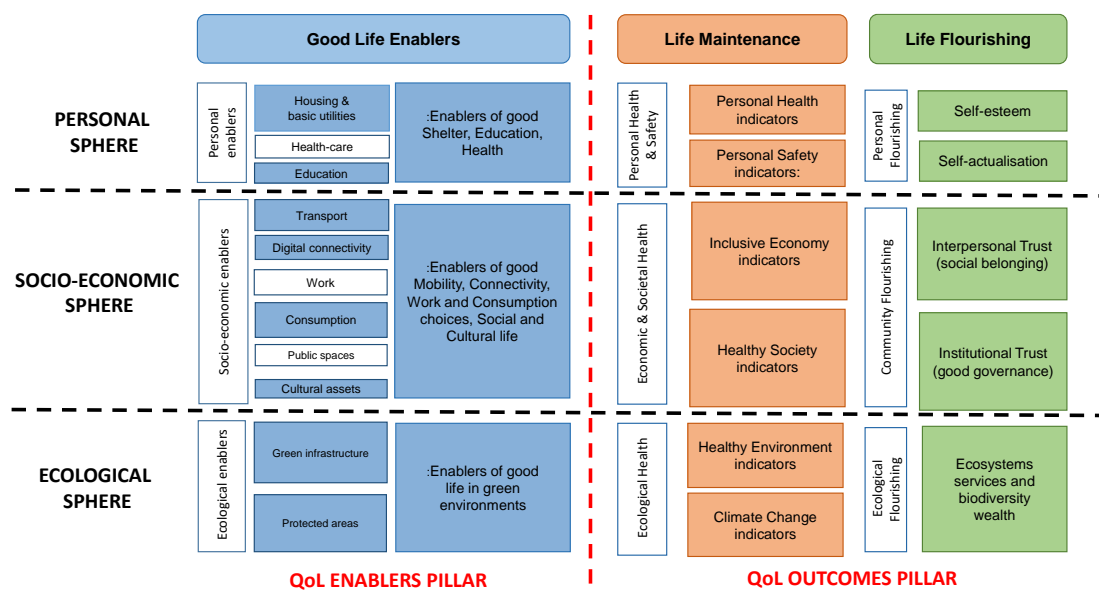 Good Life Enablers
Life Maintenance
Life Flourishing
PERSONAL
SPHERE
Personal
enablers
Housing &
basic utilities
Health-care
Education
:Enablers of good
Shelter, Education,
Health
Personal Health
& Safety
Personal Health
indicators
Personal Safety
indicators:
Personal
Flourishing
Self-esteem
Self-actualisation
SOCIO-ECONOMIC
SPHERE
Socio-economic enablers
Transport
Digital connectivity
Work
Consumption
Public spaces
Cultural assets
:Enablers of good
Mobility, Connectivity,
Work and Consumption
choices, Social and
Cultural life
Economic & Societal Health
Inclusive Economy
indicators
Healthy Society
indicators
Community Flourishing
Interpersonal Trust
(social belonging)
Institutional Trust
(good governance)
ECOLOGICAL
SPHERE
Ecological enablers
Green infrastructure
Protected areas
:Enablers of good
life in green
environments
Ecological Health
Healthy Environment
indicators
Climate Change
indicators
Ecological
Flourishing
Ecosystems
services and
biodiversity
wealth
QoL ENABLERS PILLAR
QoL OUTCOMES PILLAR